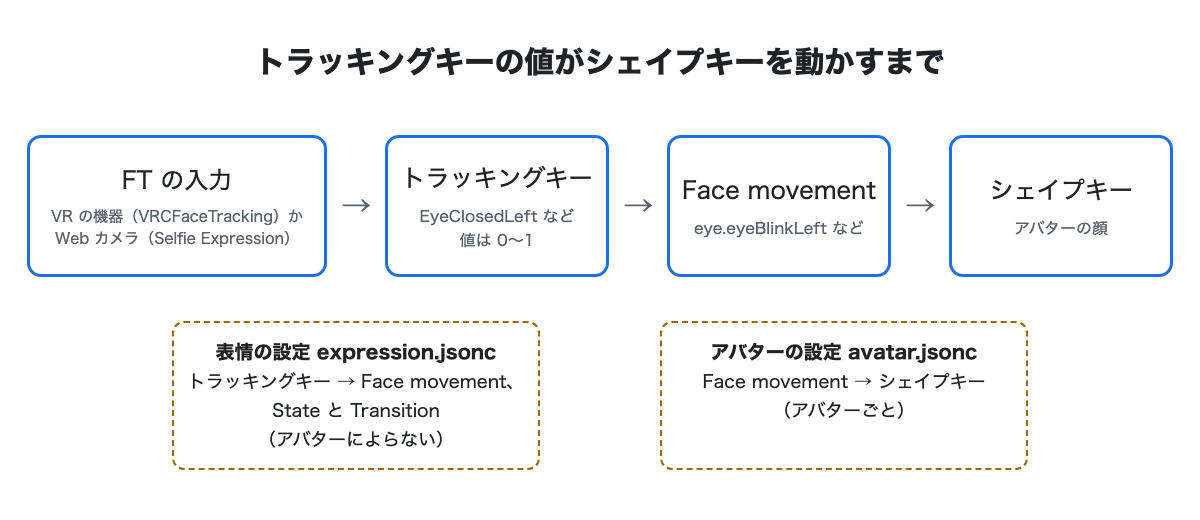 トラッキングキーの値がシェイプキーを動かすまで
FT の入力
VR の機器（VRCFaceTracking）か
Web カメラ（Selfie Expression）
→
トラッキングキー
EyeClosedLeft など
値は 0〜1
→
Face movement
eye.eyeBlinkLeft など
→
シェイプキー
アバターの顔
表情の設定 expression.jsonc
トラッキングキー → Face movement、
State と Transition
（アバターによらない）
アバターの設定 avatar.jsonc
Face movement → シェイプキー
（アバターごと）